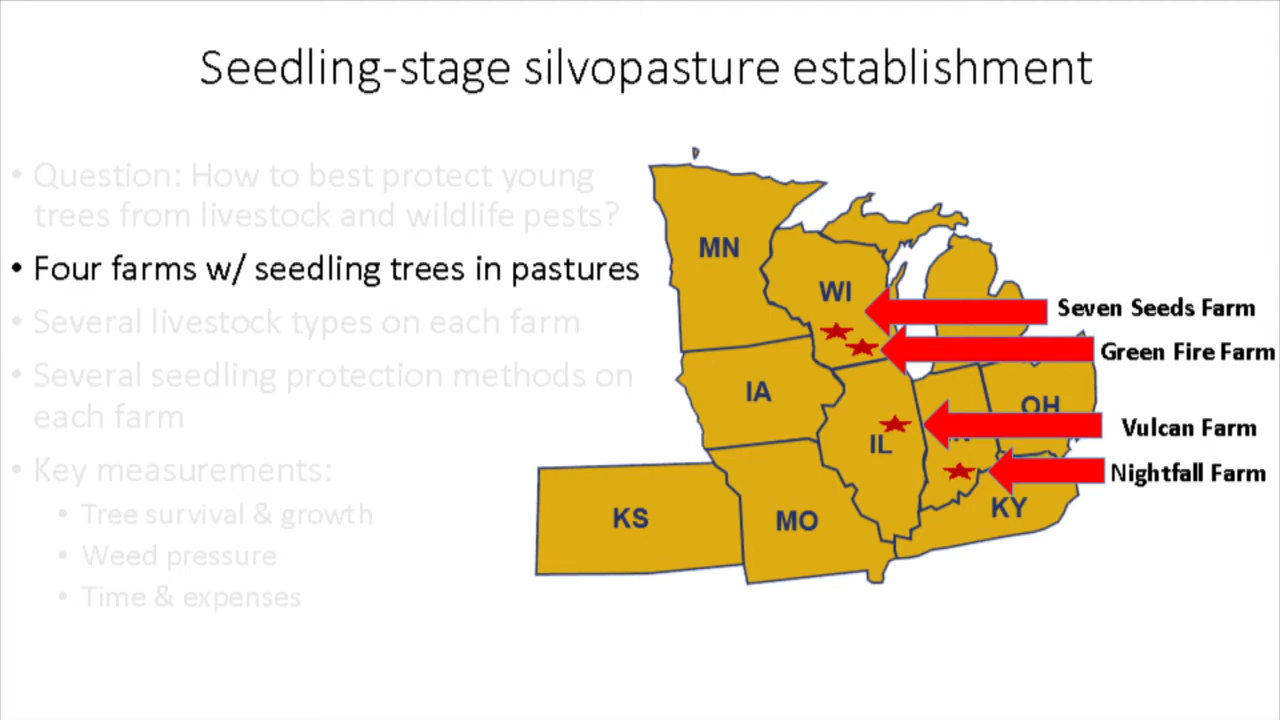 Seedling-stage silvopasture establishment
• Question: How to best protect young
trees from livestock and wildlife pests?
• Four farms w/ seedling trees in pastures
• Several livestock types on each farm
• Several seedling protection methods on
each farm
• Key measurements:
• Tree survival & growth
• Weed pressure
• Time & expenses
MN
WI
Seven Seeds Farm
Green Fire Farm
IA
OH
Vulcan Farm
IL
Nightfall Farm
KS
MO
KY